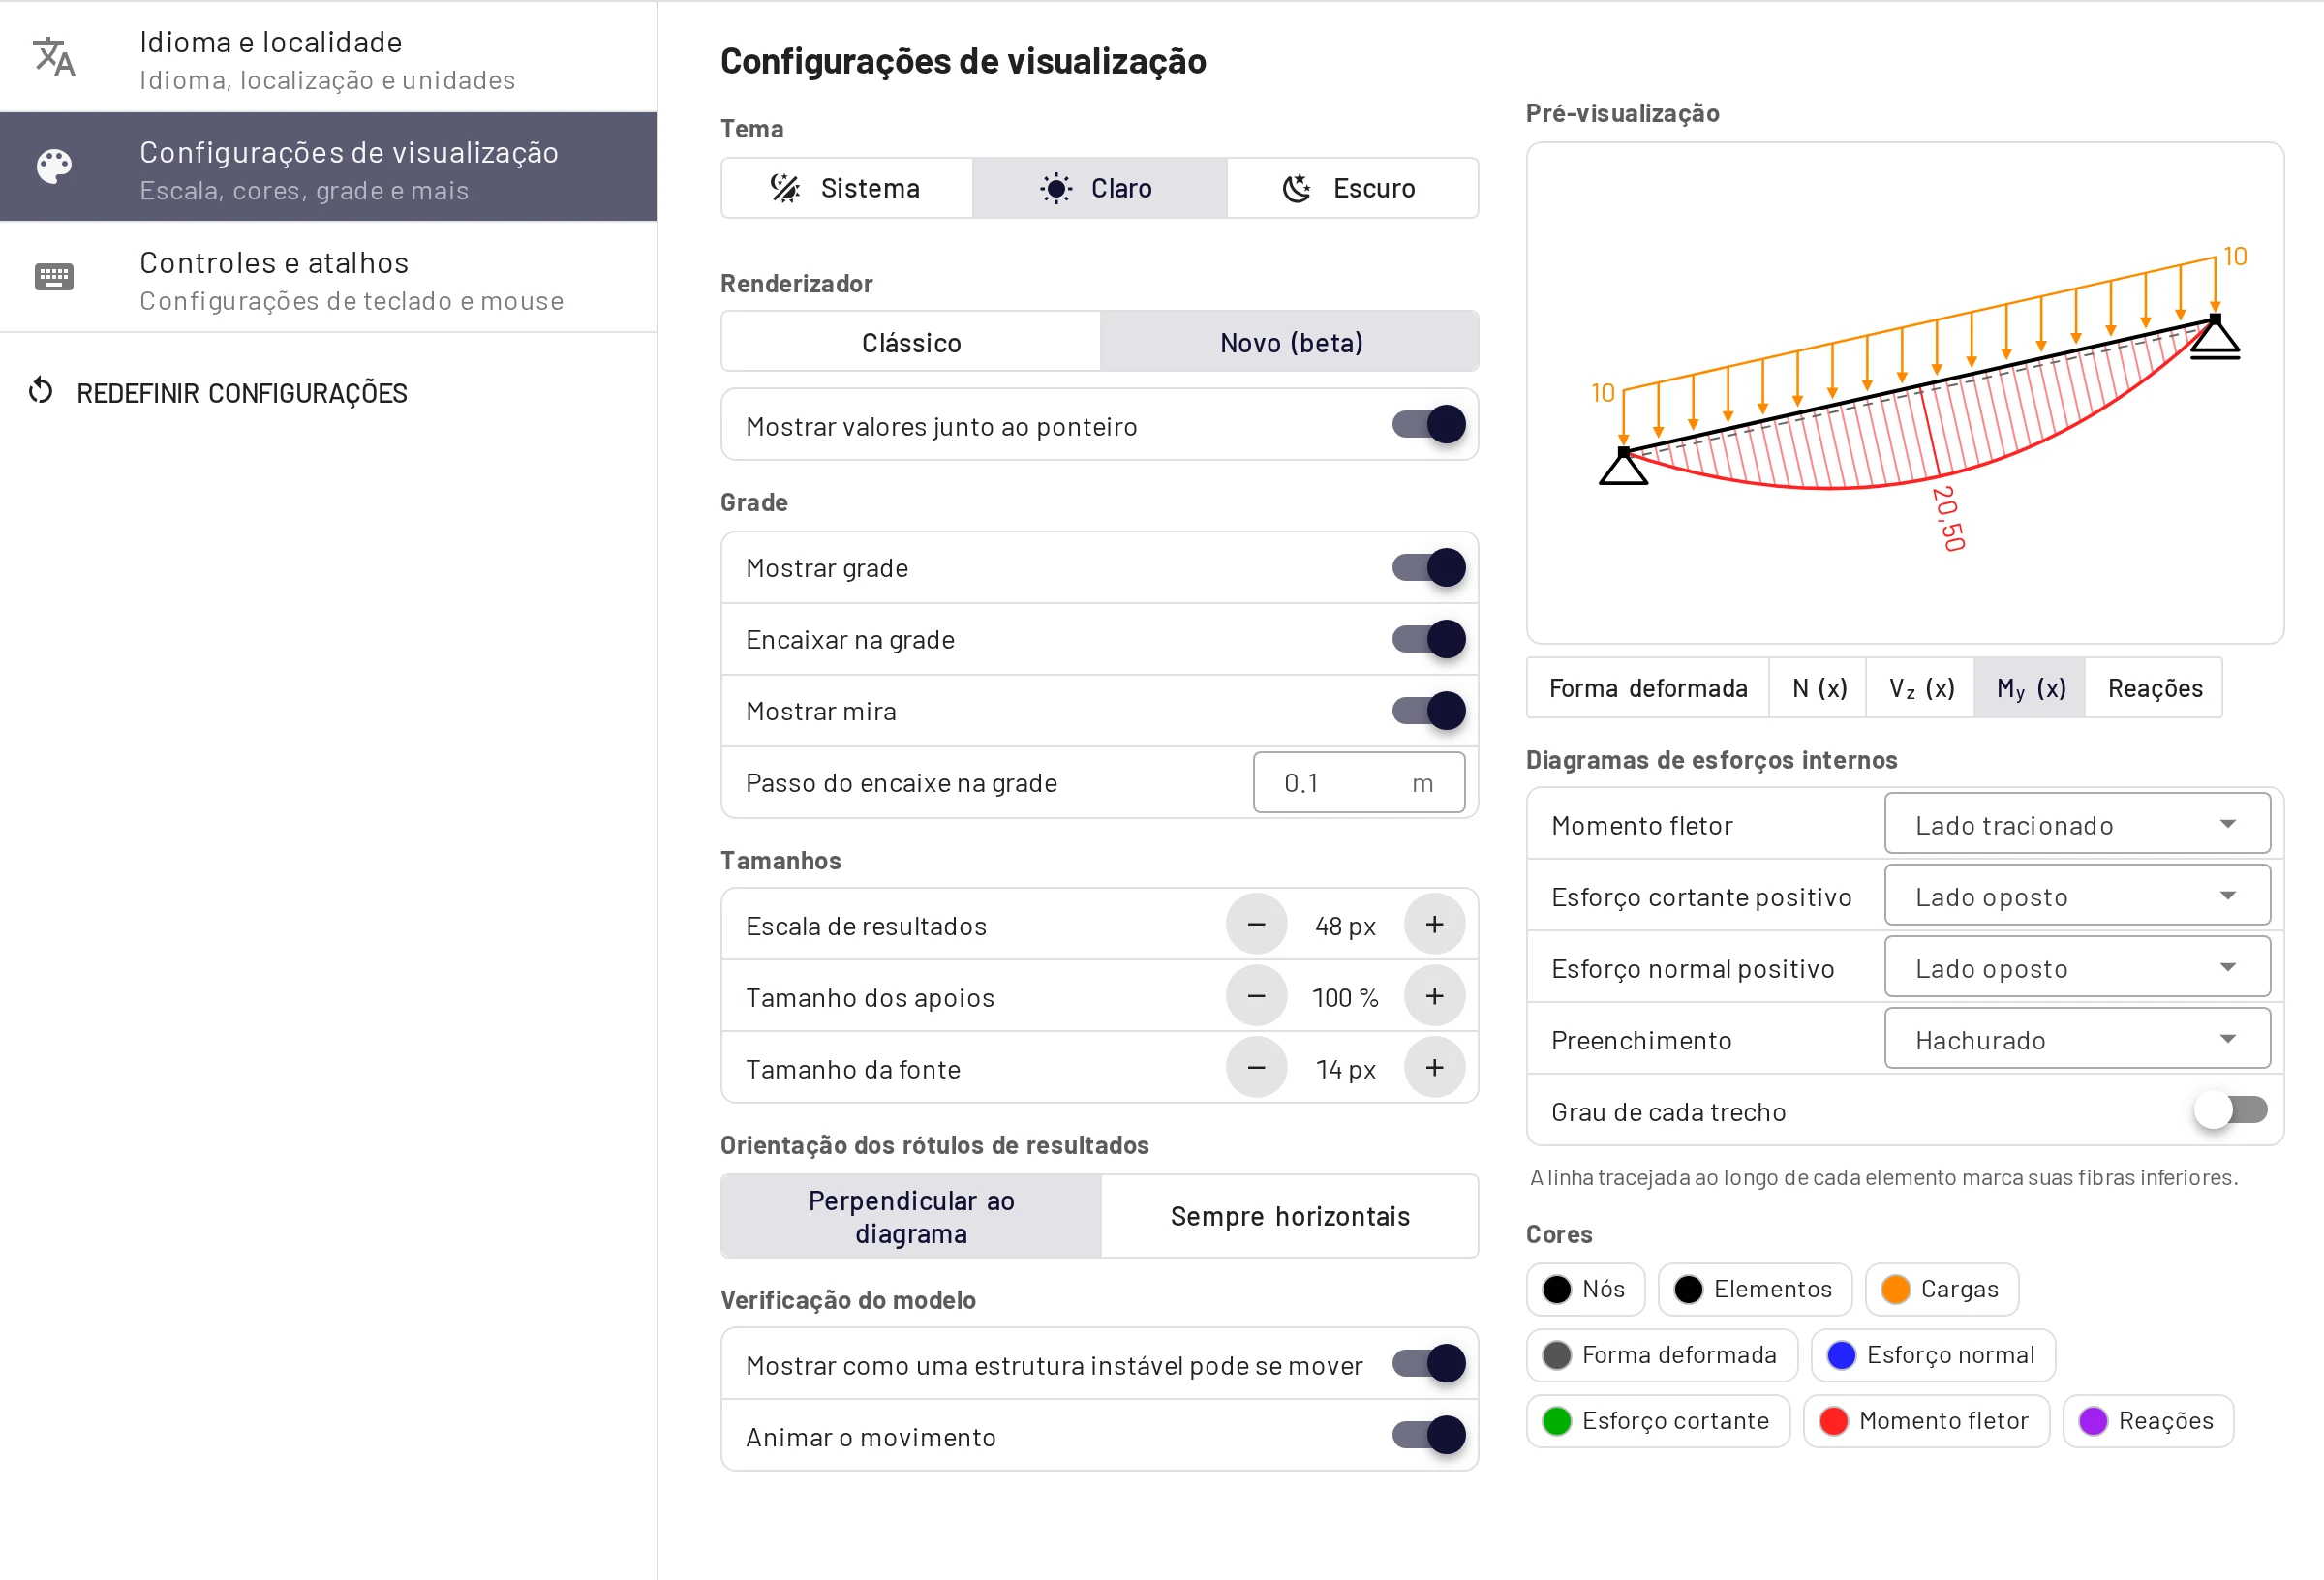 Idioma e localidade
Idioma, localização e unidades
Configurações de visualização
Escala, cores, grade e mais
Controles e atalhos
Configurações de teclado e mouse
REDEFINIR CONFIGURAÇÕES
Configurações de visualização
Tema
Sistema
Claro
Escuro
Renderizador
Clássico
Novo (beta)
Mostrar valores junto ao ponteiro
Grade
Mostrar grade
Encaixar na grade
Mostrar mira
Passo do encaixe na grade 0.1 m
Tamanhos
Escala de resultados − 48 px +
Tamanho dos apoios − 100 % +
Tamanho da fonte − 14 px +
Orientação dos rótulos de resultados
Perpendicular ao
diagrama
Sempre horizontais
Verificação do modelo
Mostrar como uma estrutura instável pode se mover
Animar o movimento
Pré-visualização
10
10
20,50
Forma deformada
N (x)
Vz (x)
My (x)
Reações
Diagramas de esforços internos
Momento fletor Lado tracionado
Esforço cortante positivo Lado oposto
Esforço normal positivo Lado oposto
Preenchimento Hachurado
Grau de cada trecho
A linha tracejada ao longo de cada elemento marca suas fibras inferiores.
Cores
Nós Elementos Cargas
Forma deformada Esforço normal
Esforço cortante Momento fletor Reações